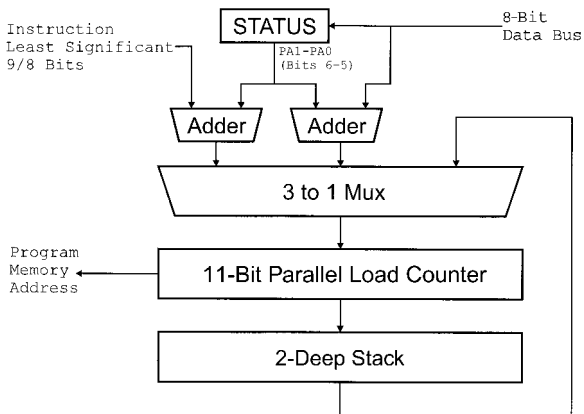 Instruction
Least Significant
9/8 Bits
STATUS
PA1-PA0
(Bits 6-5)
8-Bit
Data Bus
Adder
Adder
3 to 1 Mux
Program
Memory
Address
11-Bit Parallel Load Counter
2-Deep Stack